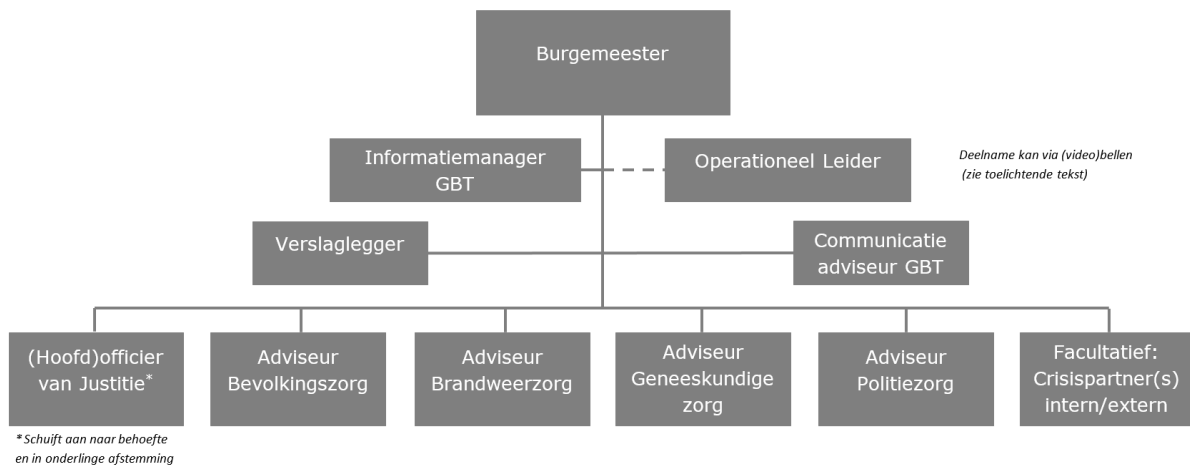 Burgemeester
Informatiemanager
GBT
Operationeel Leider
Deelname kan via (video)bellen
(zie toelichtende tekst)
Verslaglegger
Communicatie
adviseur GBT
(Hoofd)officier
van Justitie*
Adviseur
Bevolkingszorg
Adviseur
Brandweerzorg
Adviseur
Geneeskundige
zorg
Adviseur
Politiezorg
Facultatief:
Crisispartner(s)
intern/extern
* Schuift aan naar behoefte
en in onderlinge afstemming